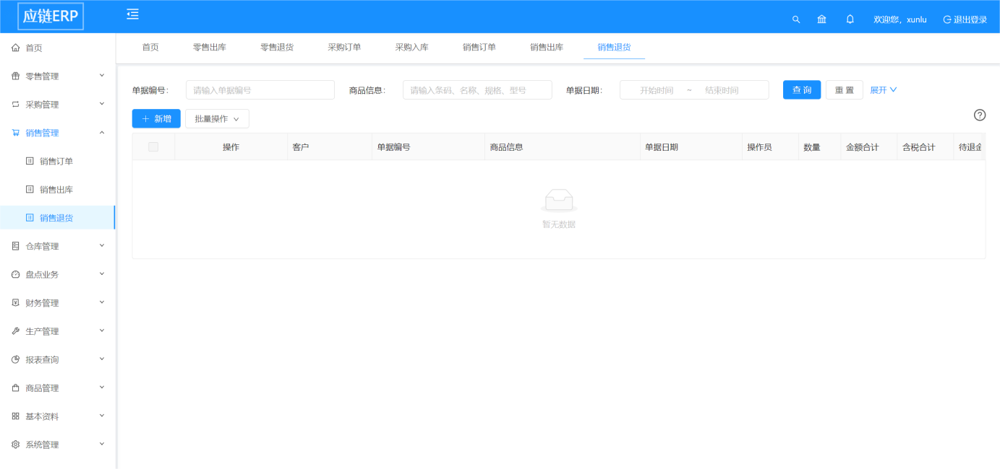 应链ERP
欢迎您，xunlu 退出登录
首页 零售出库 零售退货 采购订单 采购入库 销售订单 销售出库 销售退货
首页
零售管理
采购管理
销售管理
销售订单
销售出库
销售退货
仓库管理
盘点业务
财务管理
生产管理
报表查询
商品管理
基本资料
系统管理
单据编号： 请输入单据编号 商品信息： 请输入条码、名称、规格、型号 单据日期： 开始时间 ~ 结束时间 查 询 重 置 展开
新增 批量操作
操作 客户 单据编号 商品信息 单据日期 操作员 数量 金额合计 含税合计 待退金
暂无数据